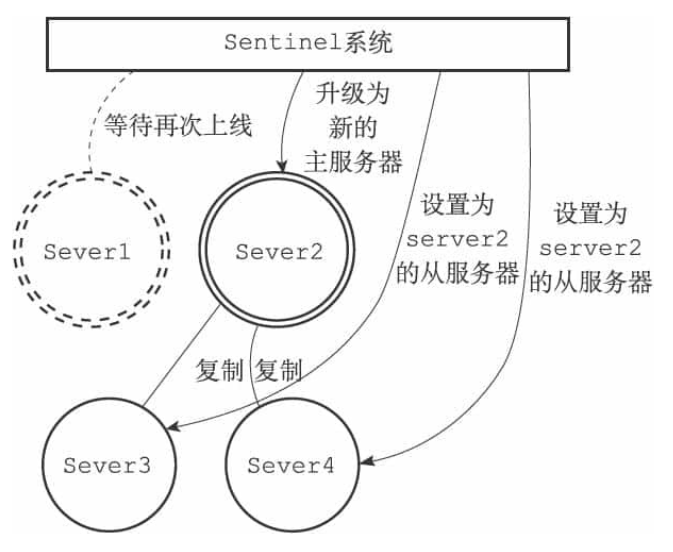 Sentinel系统
等待再次上线
升级为
新的
主服务器
设置为
server2
的从服务器
设置为
server2
的从服务器
Sever1
Sever2
复制
复制
Sever3
Sever4